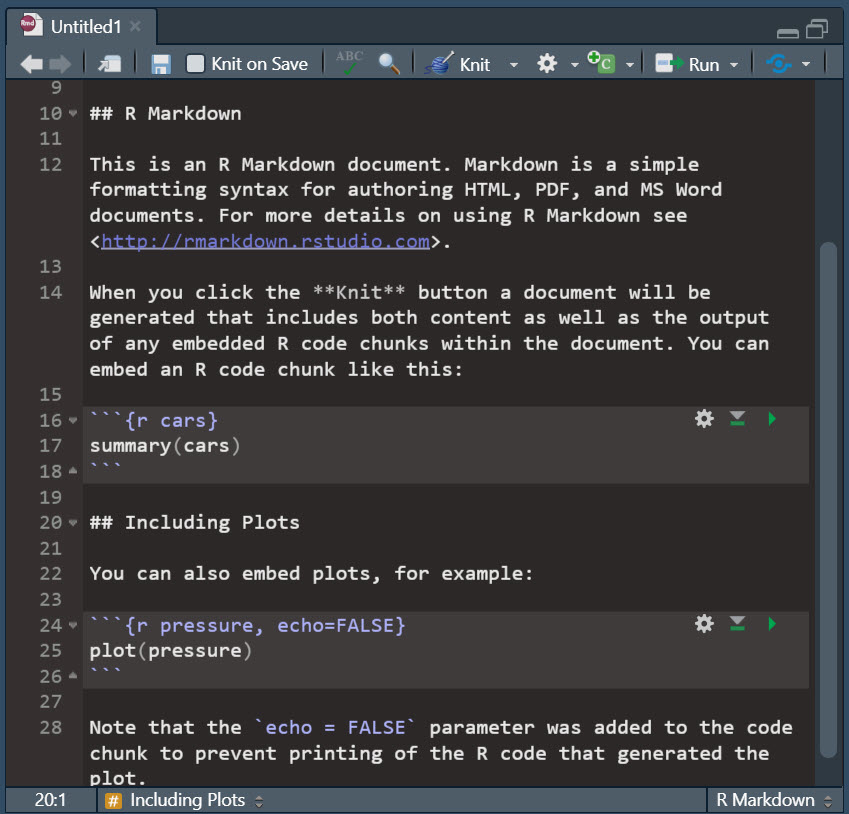 Rmd Untitled1
Knit on Save ABC Knit C Run
9
10 ## R Markdown
11
12 This is an R Markdown document. Markdown is a simple
formatting syntax for authoring HTML, PDF, and MS Word
documents. For more details on using R Markdown see
<http://rmarkdown.rstudio.com>.
13
14 When you click the **Knit** button a document will be
generated that includes both content as well as the output
of any embedded R code chunks within the document. You can
embed an R code chunk like this:
15
16 ```{r cars}
17 summary(cars)
18 ```
19
20 ## Including Plots
21
22 You can also embed plots, for example:
23
24 ```{r pressure, echo=FALSE}
25 plot(pressure)
26 ```
27
28 Note that the `echo = FALSE` parameter was added to the code
chunk to prevent printing of the R code that generated the
plot.
20:1 # Including Plots R Markdown